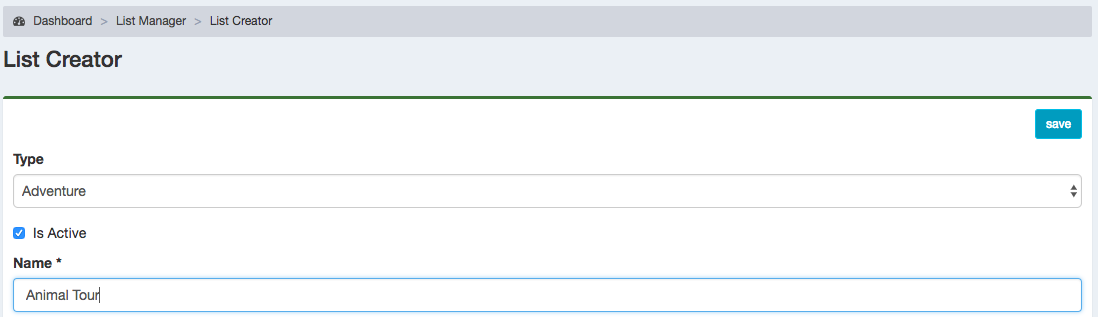 Dashboard > List Manager > List Creator
List Creator
save
Type
Adventure
Is Active
Name *
Animal Tour